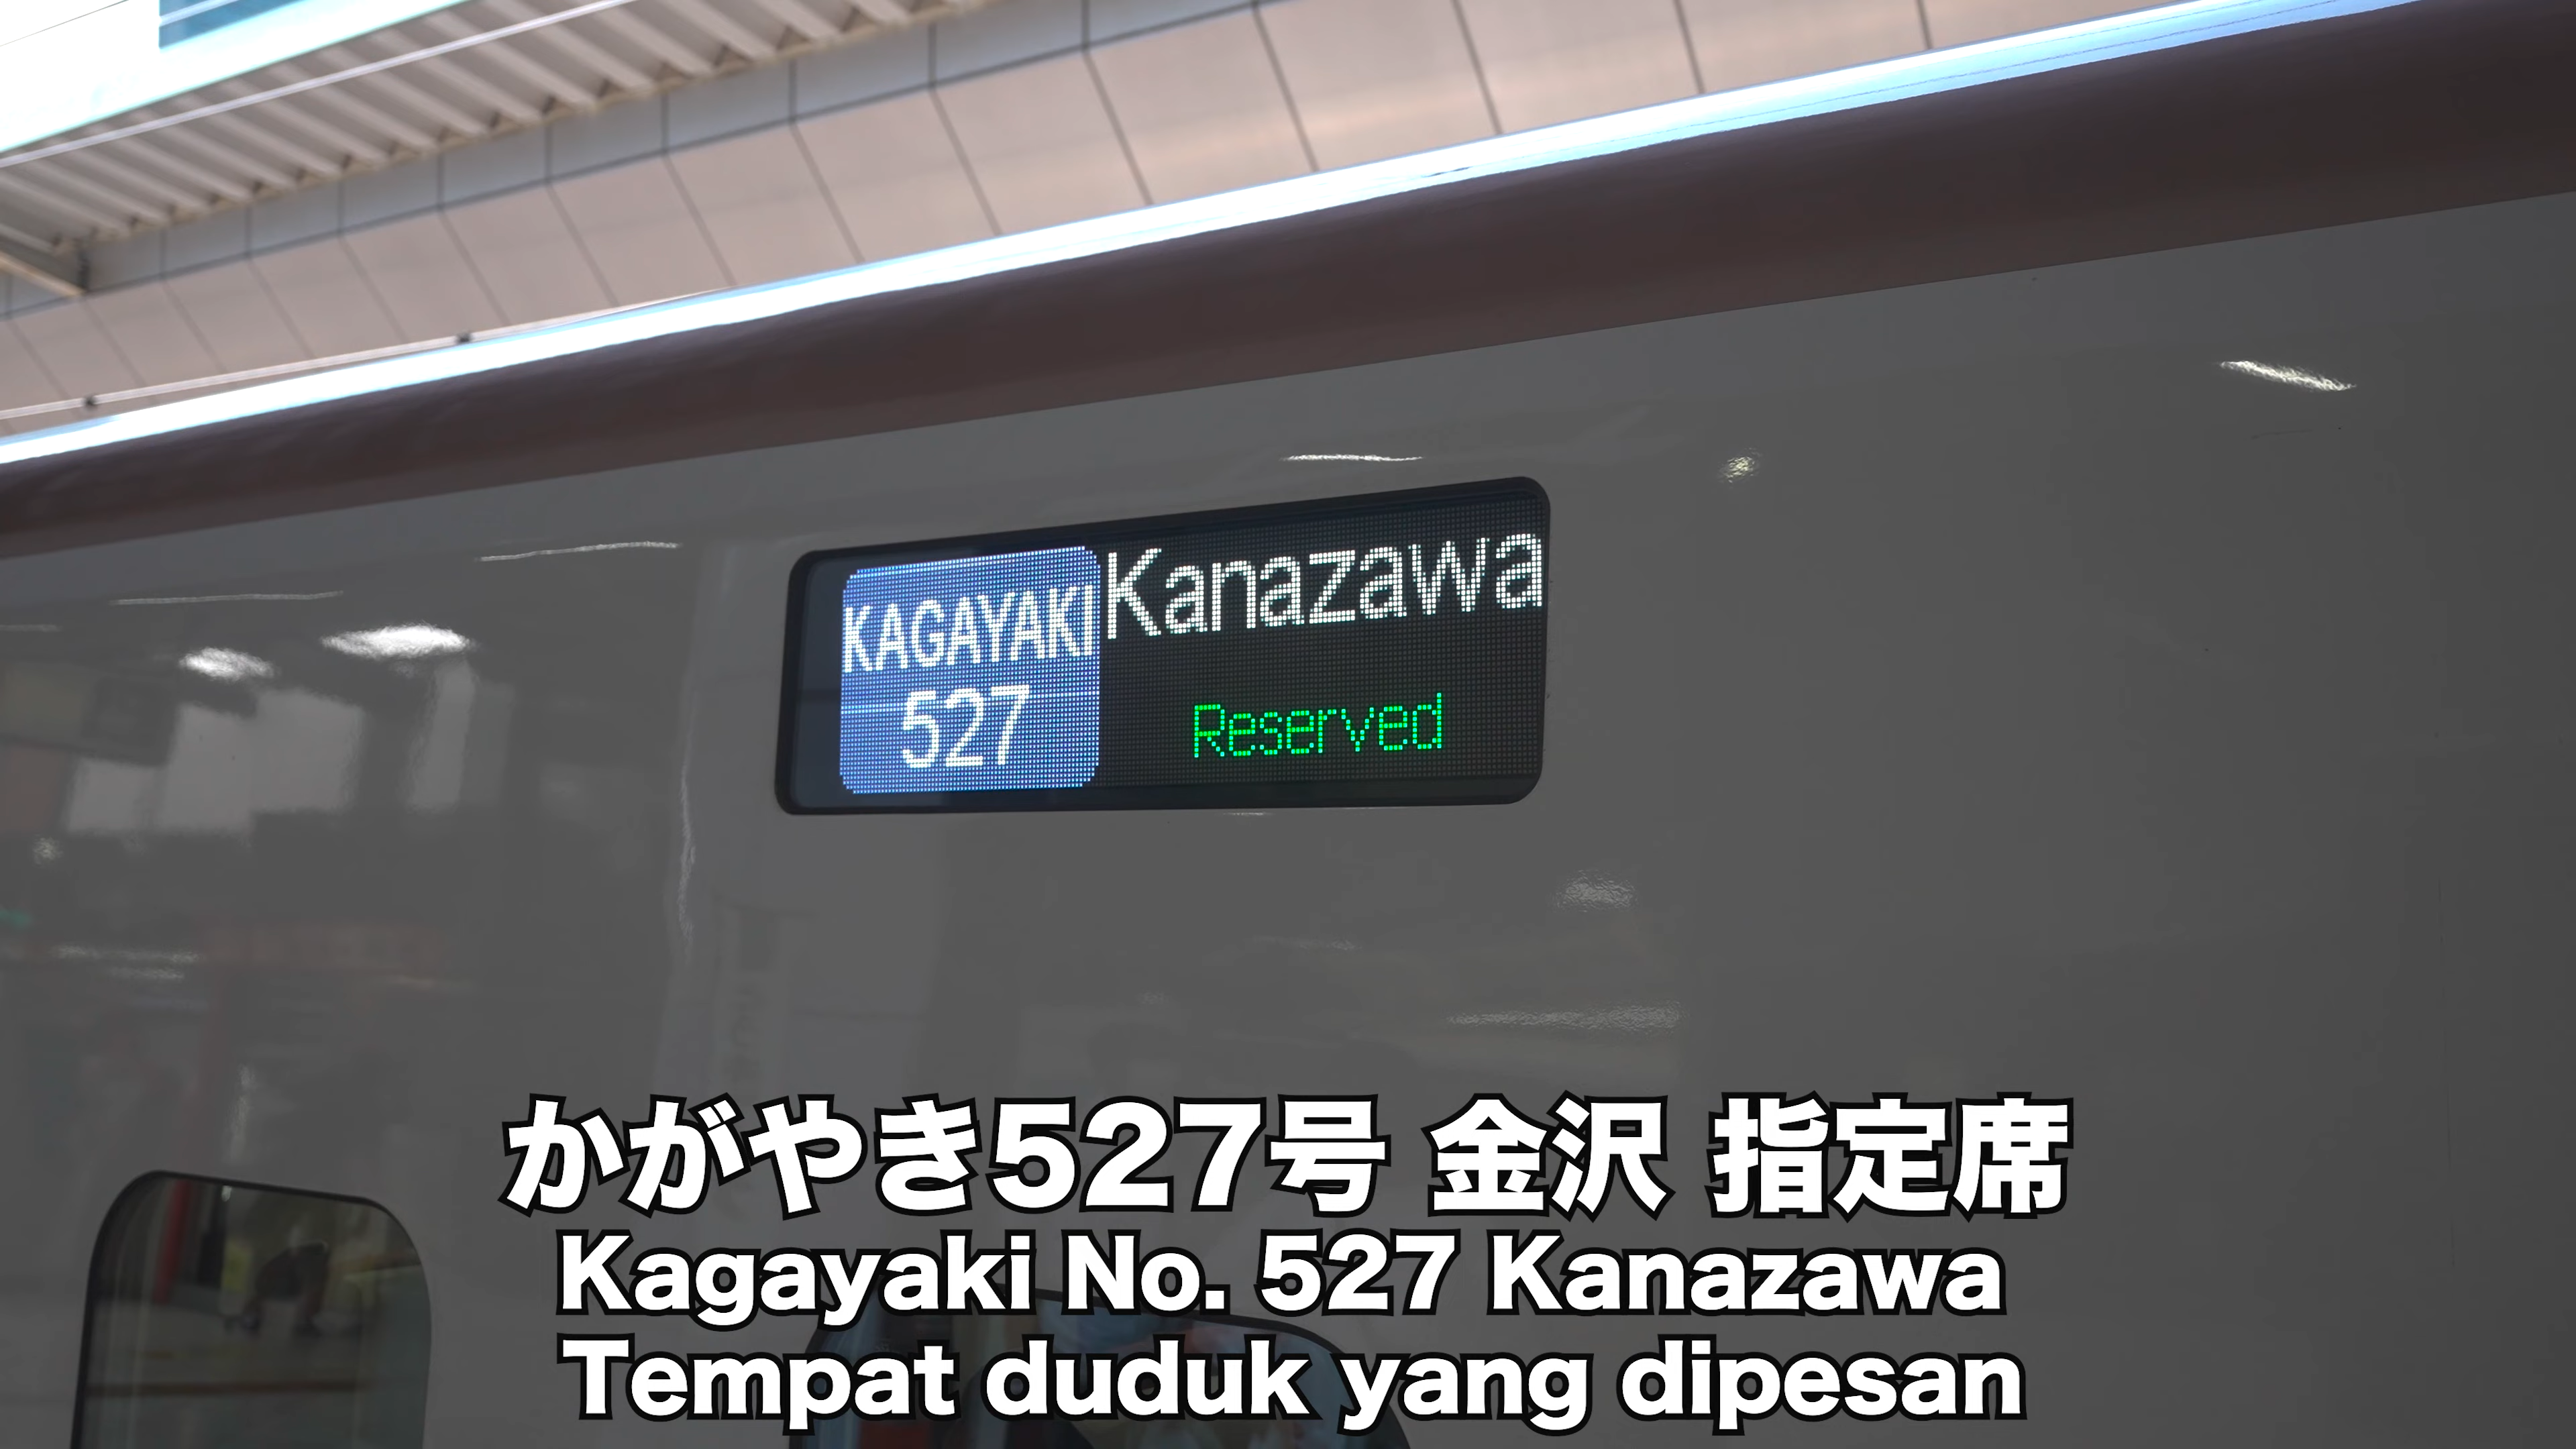 KAGAYAKI Kanazawa
527 Reserved
かがやき527号 金沢 指定席
Kagayaki No. 527 Kanazawa
Tempat duduk yang dipesan